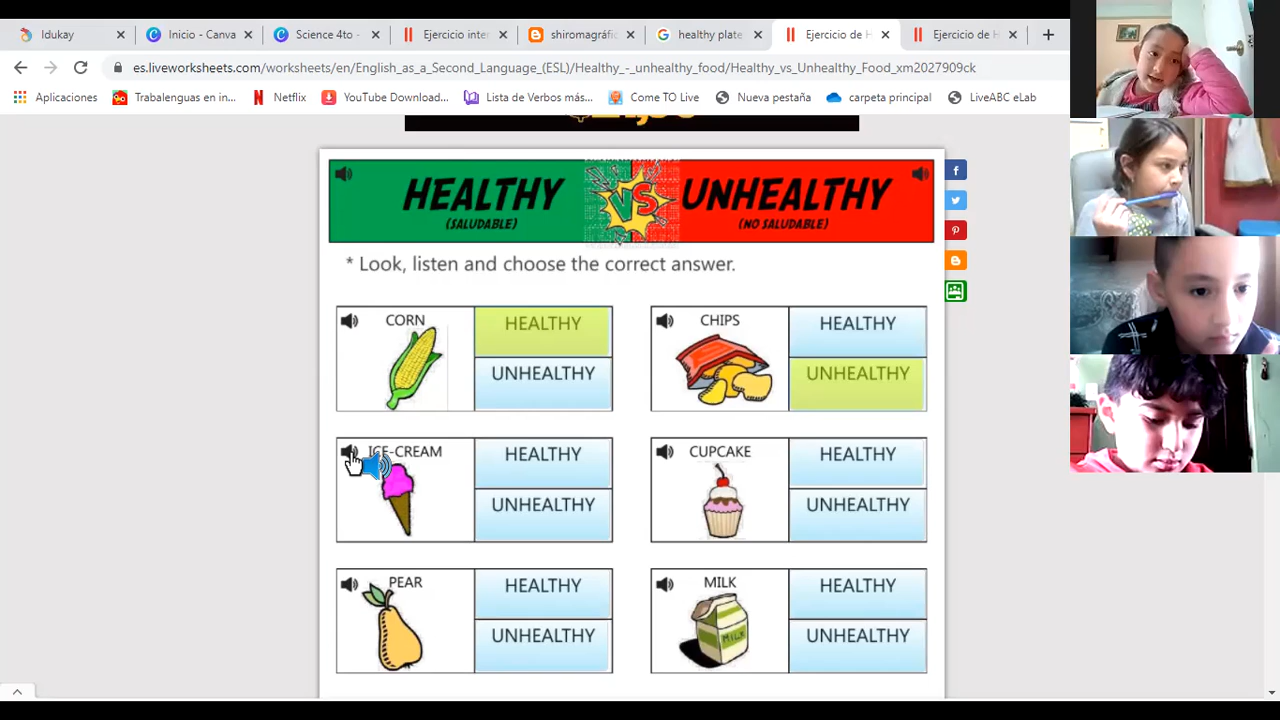 Idukay
Inicio - Canva
Science 4to -
Ejercicio inter
shiromagráfic
healthy plate
Ejercicio de H
Ejercicio de H
es.liveworksheets.com/worksheets/en/English_as_a_Second_Language_(ESL)/Healthy_-_unhealthy_food/Healthy_vs_Unhealthy_Food_xm2027909ck
Aplicaciones
Trabalenguas en in...
Netflix
YouTube Download...
Lista de Verbos más...
Come TO Live
Nueva pestaña
carpeta principal
LiveABC eLab
HEALTHY VS UNHEALTHY
(SALUDABLE) (NO SALUDABLE)
* Look, listen and choose the correct answer.
CORN HEALTHY CHIPS HEALTHY
UNHEALTHY UNHEALTHY
ICE-CREAM HEALTHY CUPCAKE HEALTHY
UNHEALTHY UNHEALTHY
PEAR HEALTHY MILK HEALTHY
UNHEALTHY MILK UNHEALTHY